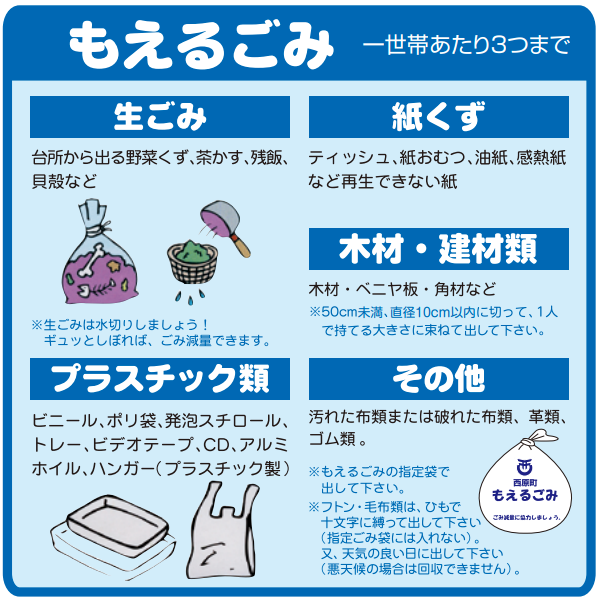 もえるごみ 一世帯あたり3つまで
生ごみ
台所から出る野菜くず、茶かす、残飯、
貝殻など
※生ごみは水切りしましょう!
ギュッとしぼれば、ごみ減量できます。
紙くず
ティッシュ、紙おむつ、油紙、感熱紙
など再生できない紙
木材・建材類
木材・ベニヤ板・角材など
※50cm未満、直径10cm以内に切って、1人
で持てる大きさに束ねて出して下さい。
プラスチック類
ビニール、ポリ袋、発泡スチロール、
トレー、ビデオテープ、CD、アルミ
ホイル、ハンガー(プラスチック製)
その他
汚れた布類または破れた布類、革類、
ゴム類。
※もえるごみの指定袋で
出して下さい。
※フトン・毛布類は、ひもで
十文字に縛って出して下さい
(指定ごみ袋には入れない)。
又、天気の良い日に出して下さい
(悪天候の場合は回収できません)。
西原町
もえるごみ
ごみ減量に協力しましょう。